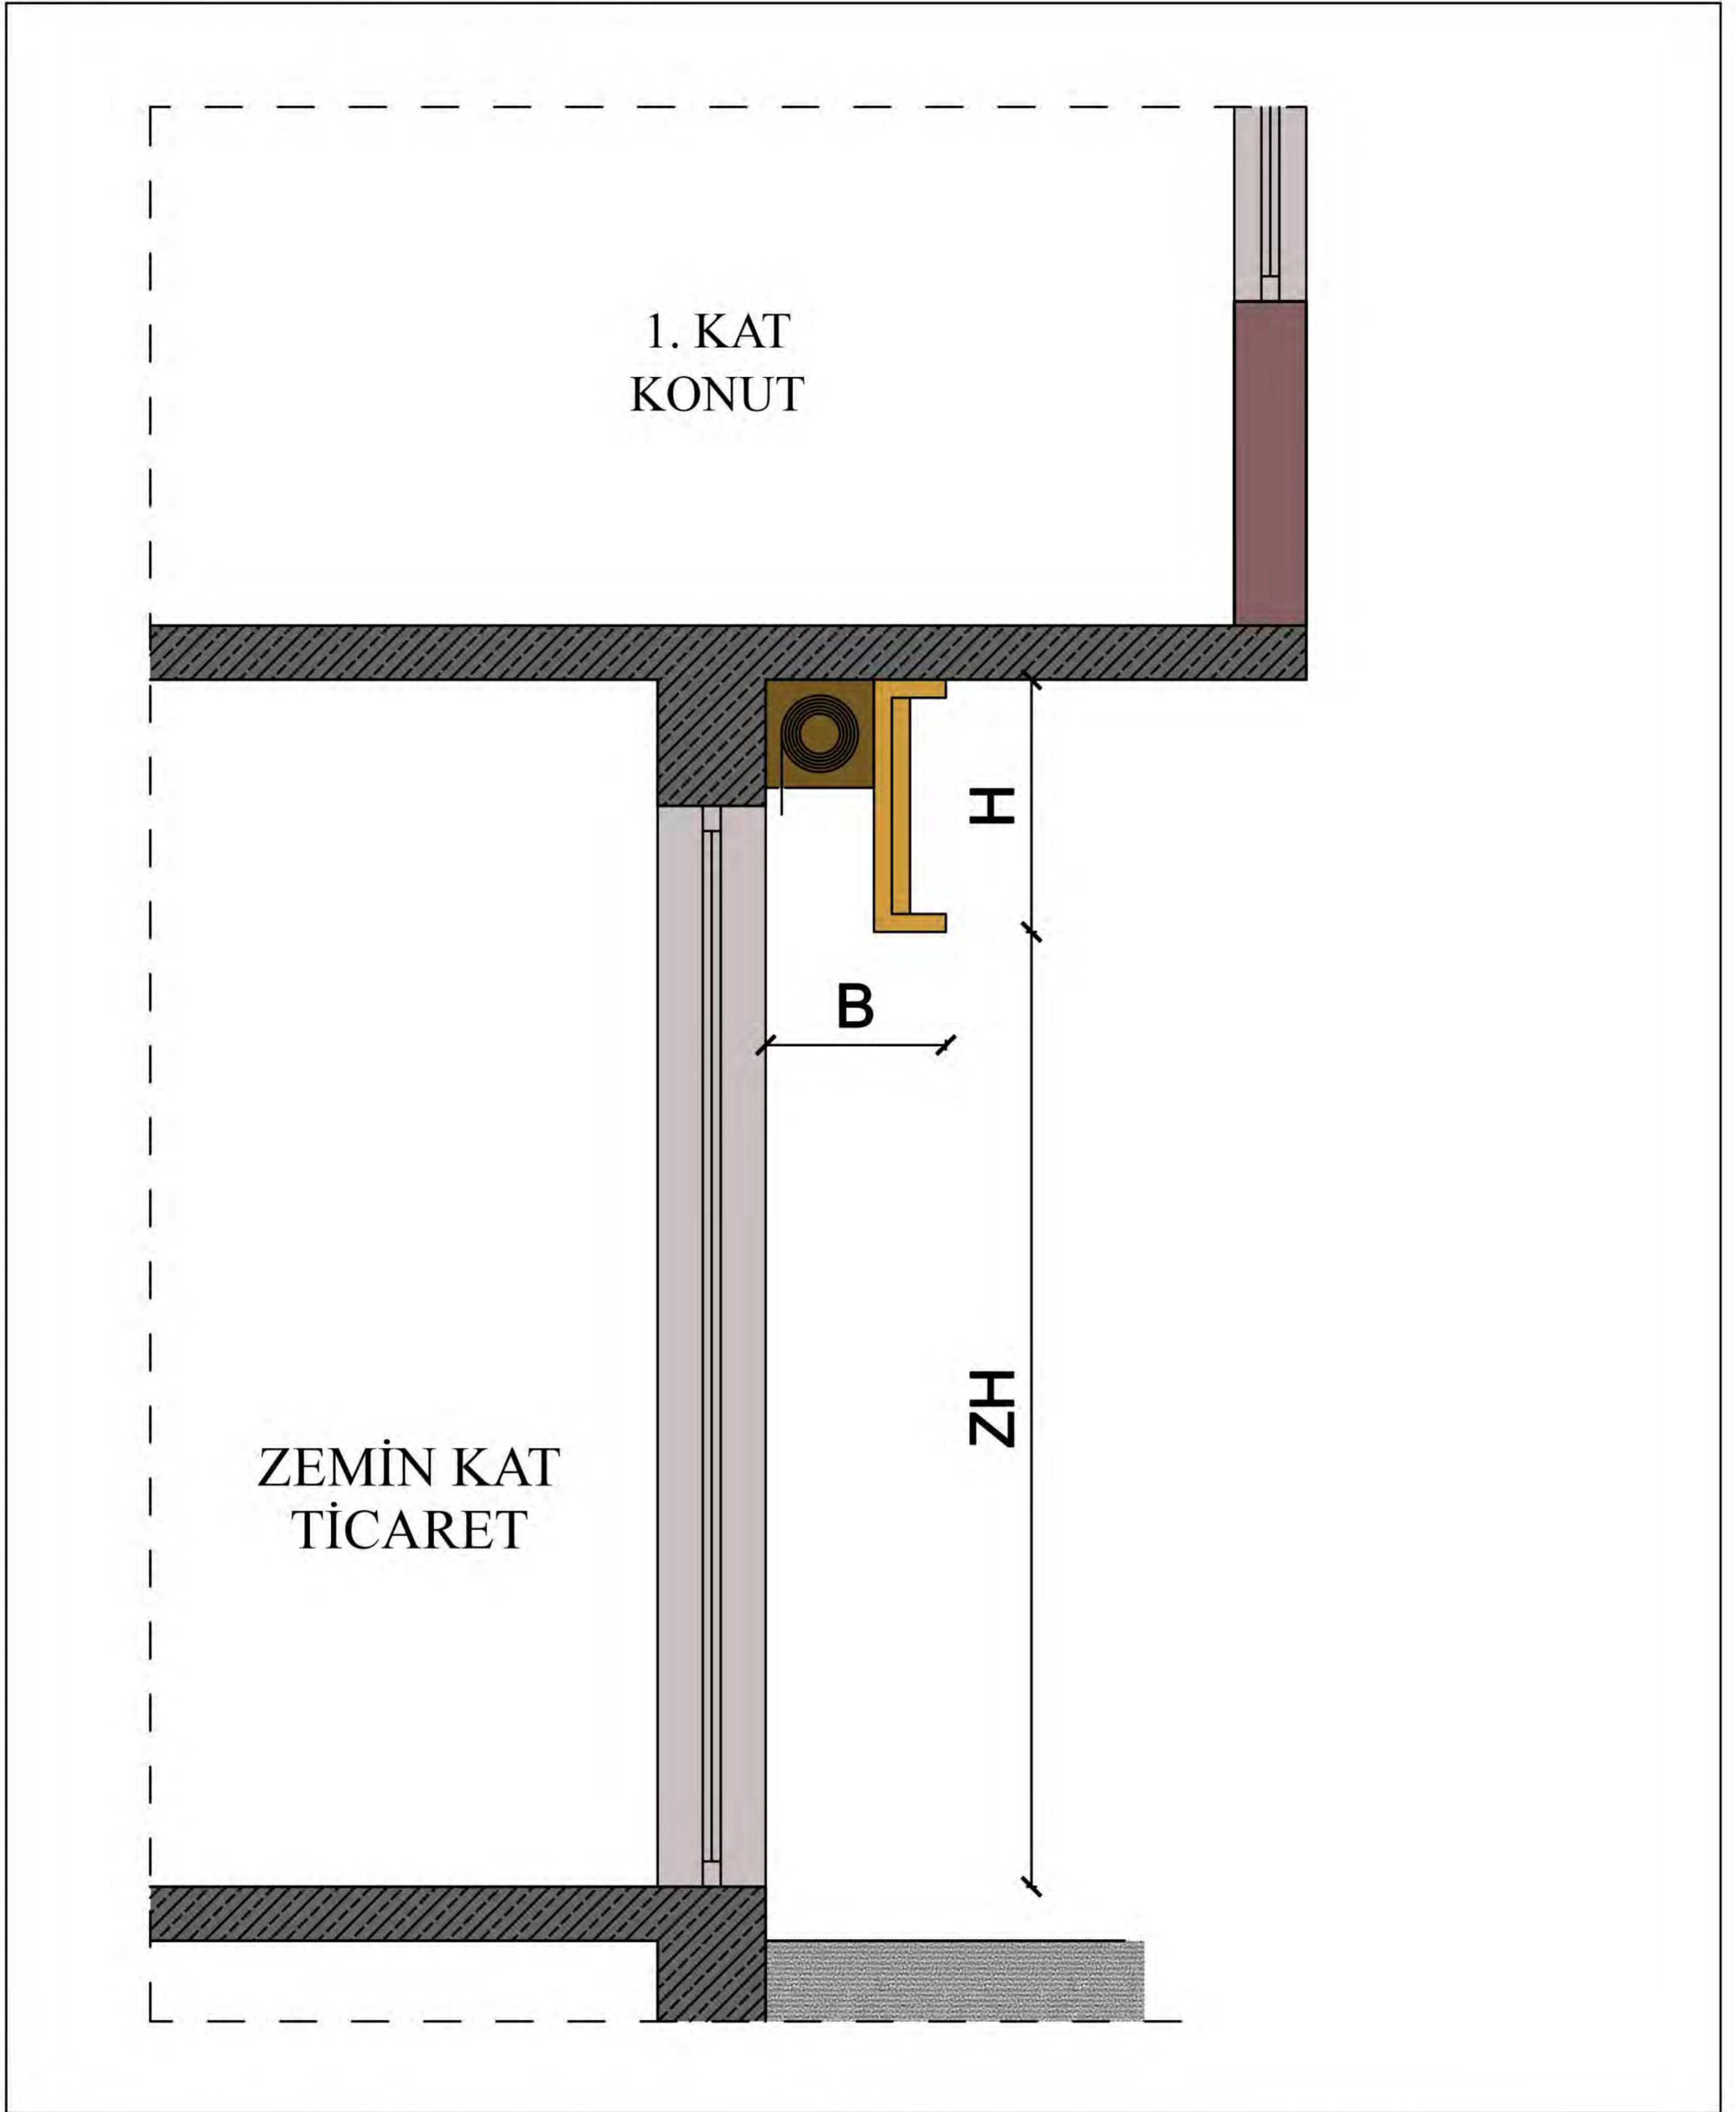 1. KAT
KONUT
H
B
ZH
ZEMİN KAT
TİCARET